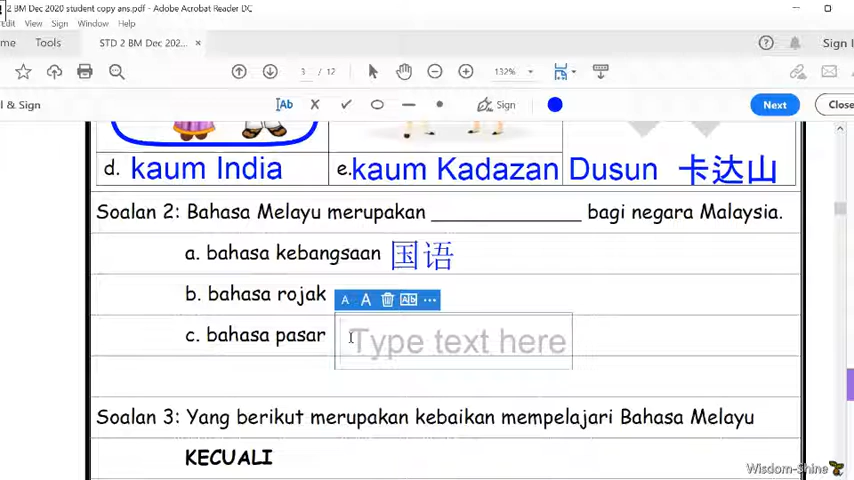 2 BM Dec 2020 student copy ans.pdf - Adobe Acrobat Reader DC
Edit View Sign Window Help
me Tools STD 2 BM Dec 202... × Sign I
3 / 12 132%
l & Sign Ab Sign Next Close
d. kaum India e. kaum Kadazan Dusun 卡达山
Soalan 2: Bahasa Melayu merupakan ______________ bagi negara Malaysia.
a. bahasa kebangsaan 国语
b. bahasa rojak
A A Ab ...
c. bahasa pasar Type text here
Soalan 3: Yang berikut merupakan kebaikan mempelajari Bahasa Melayu
KECUALI
Wisdom-Shine